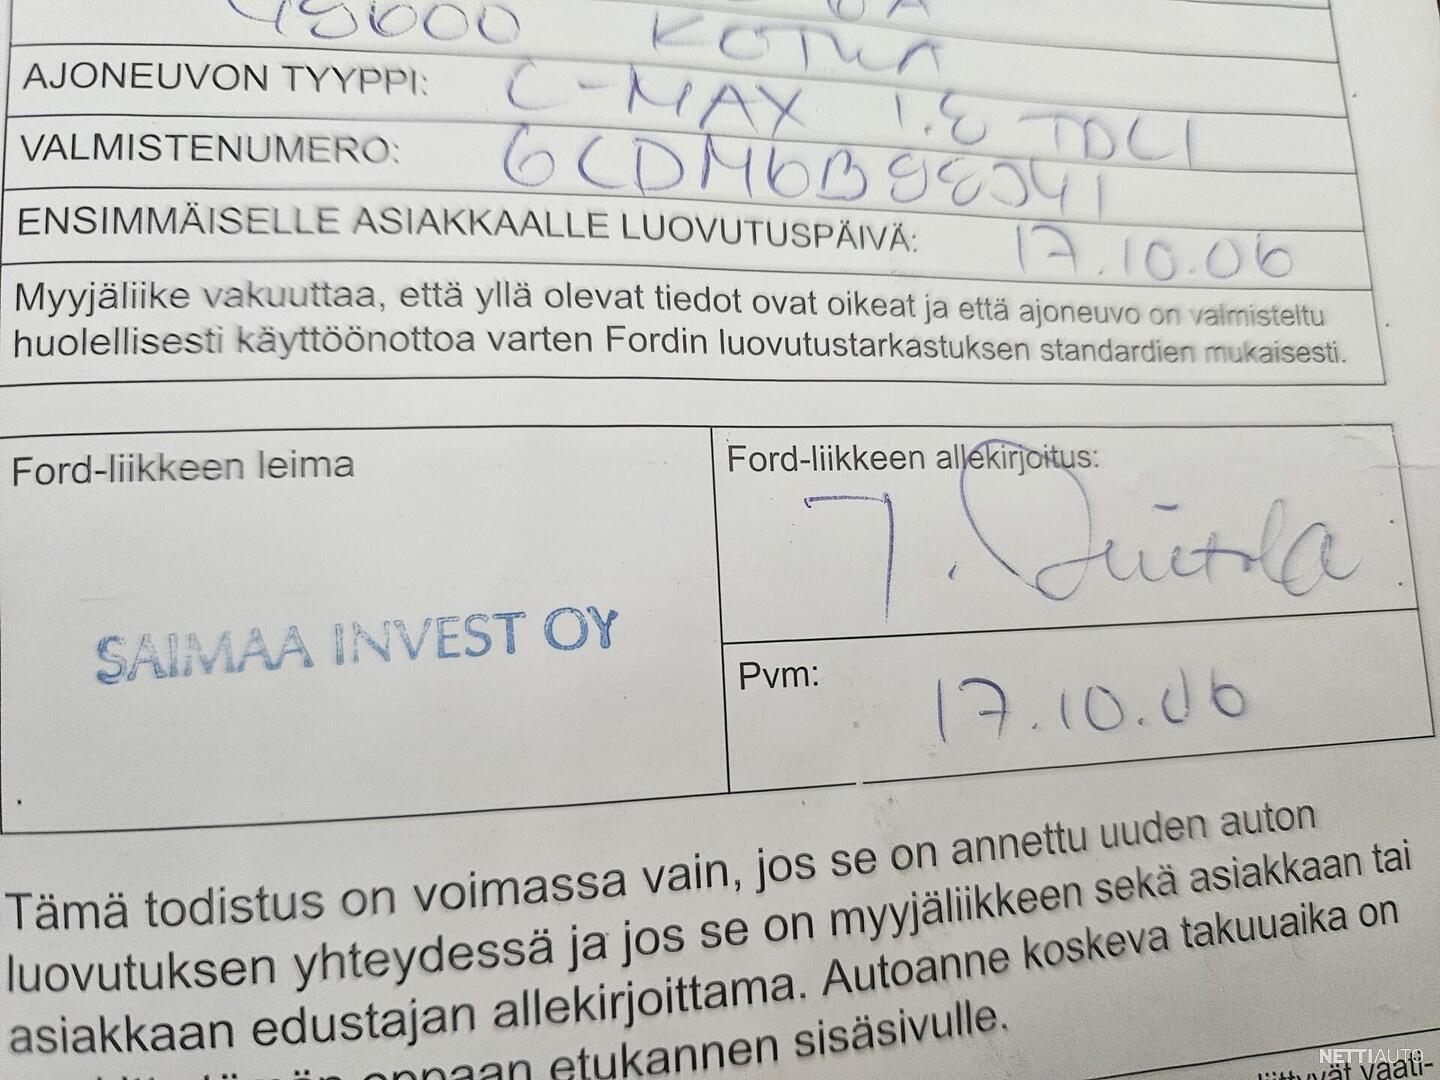 48600 KOTKA
AJONEUVON TYYPPI: C-MAX 1.8 TDCI
VALMISTENUMERO: GCDM6B98J41
ENSIMMÄISELLE ASIAKKAALLE LUOVUTUSPÄIVÄ: 17.10.06
Myyjäliike vakuuttaa, että yllä olevat tiedot ovat oikeat ja että ajoneuvo on valmisteltu
huolellisesti käyttöönottoa varten Fordin luovutustarkastuksen standardien mukaisesti.
Ford-liikkeen leima
SAIMAA INVEST OY
Ford-liikkeen allekirjoitus:
Pvm: 17.10.06
Tämä todistus on voimassa vain, jos se on annettu uuden auton
luovutuksen yhteydessä ja jos se on myyjäliikkeen sekä asiakkaan tai
asiakkaan edustajan allekirjoittama. Autoanne koskeva takuuaika on
oppaan etukannen sisäsivulle.
NETTIAUTO